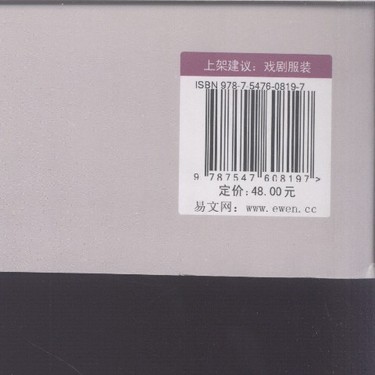 上架建议：戏剧服装
ISBN 978-7-5476-0819-7
9 787547 608197 >
定价：48.00元
易文网：www.ewen.cc